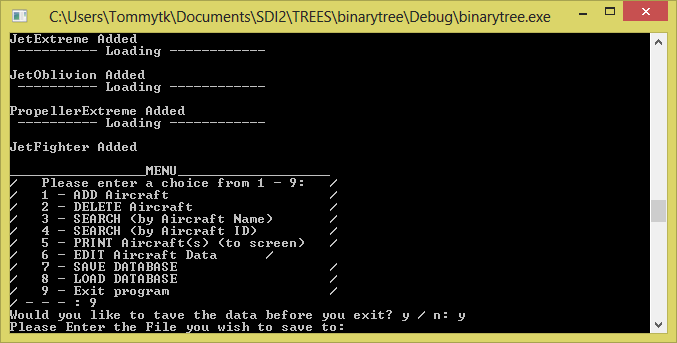 C:\Users\Tommytk\Documents\SDI2\TREES\binarytree\Debug\binarytree.exe
JetExtreme Added
---------- Loading ------------
JetOblivion Added
---------- Loading ------------
PropellerExtreme Added
---------- Loading ------------
JetFighter Added
_________________MENU___________________
/   Please enter a choice from 1 - 9:   /
/   1 - ADD Aircraft                    /
/   2 - DELETE Aircraft                 /
/   3 - SEARCH (by Aircraft Name)       /
/   4 - SEARCH (by Aircraft ID)         /
/   5 - PRINT Aircraft(s) (to screen)   /
/   6 - EDIT Aircraft Data      /
/   7 - SAVE DATABASE                   /
/   8 - LOAD DATABASE                   /
/   9 - Exit program                    /
/ - - - : 9
Would you like to tave the data before you exit? y / n: y
Please Enter the File you wish to save to: